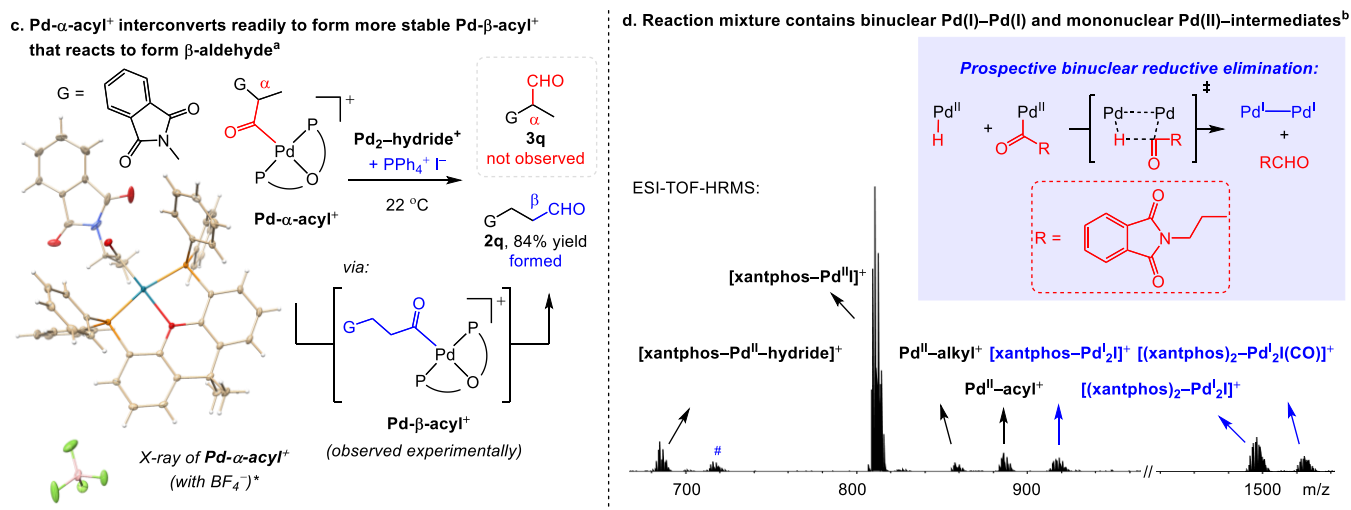 c. Pd-α-acyl⁺ interconverts readily to form more stable Pd-β-acyl⁺
that reacts to form β-aldehydeᵃ
G =
O
N
O
G
α
O
Pd
P
P
O
+
Pd-α-acyl⁺
Pd₂–hydride⁺
+ PPh₄⁺ I⁻
22 °C
CHO
G
α
3q
not observed
β
G
CHO
2q, 84% yield
formed
via:
G
O
Pd
P
P
O
+
Pd-β-acyl⁺
(observed experimentally)
X-ray of Pd-α-acyl⁺
(with BF₄⁻)*
d. Reaction mixture contains binuclear Pd(I)–Pd(I) and mononuclear Pd(II)–intermediatesᵇ
Prospective binuclear reductive elimination:
Pdᴵᴵ
H
+
Pdᴵᴵ
O
R
Pd
Pd
H
R
O
‡
Pdᴵ—Pdᴵ
+
RCHO
R =
O
N
O
ESI-TOF-HRMS:
[xantphos–PdᴵᴵI]⁺
[xantphos–Pdᴵᴵ–hydride]⁺
Pdᴵᴵ–alkyl⁺ [xantphos–Pdᴵ₂I]⁺ [(xantphos)₂–Pdᴵ₂I(CO)]⁺
Pdᴵᴵ–acyl⁺
[(xantphos)₂–Pdᴵ₂I]⁺
#
700
800
900
//
1500
m/z